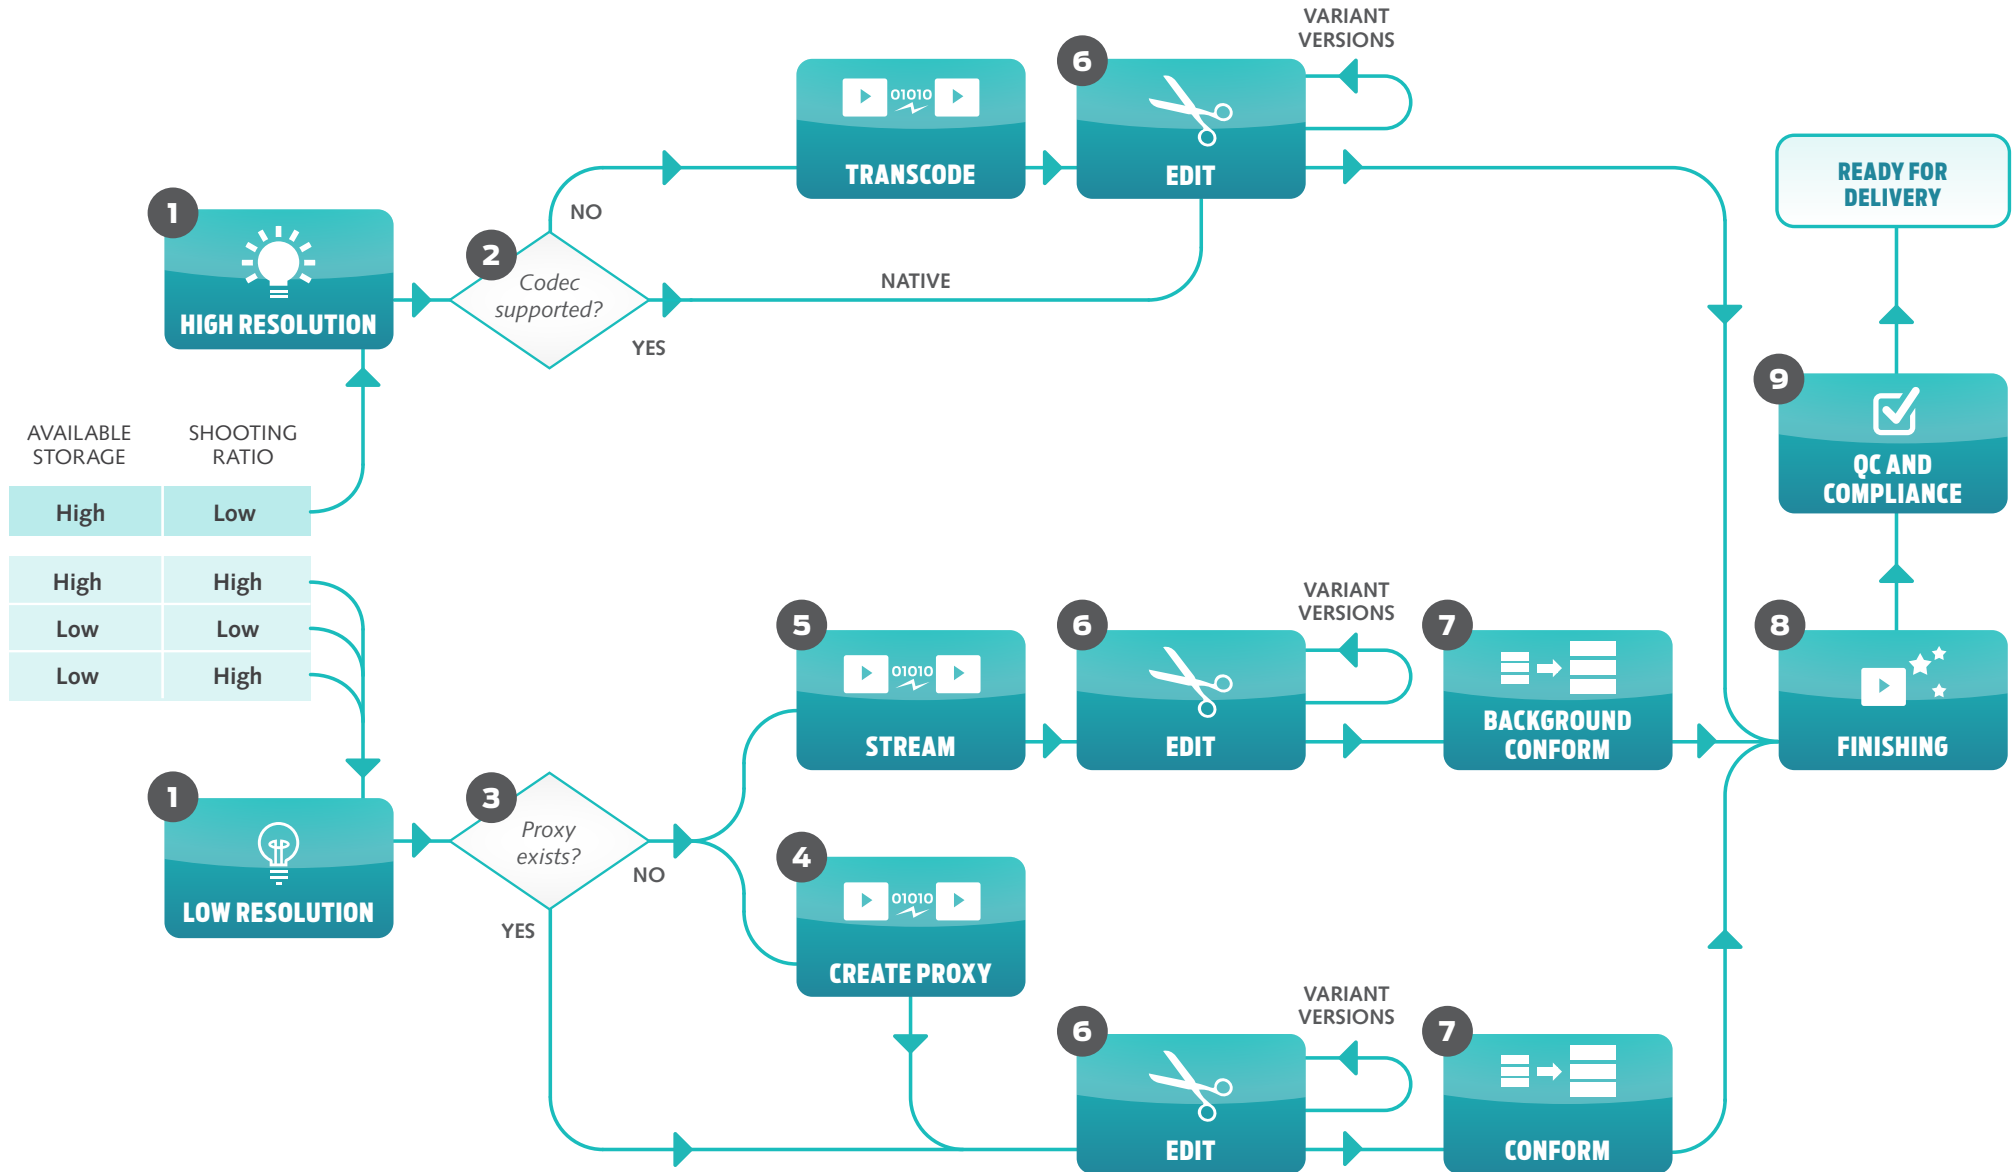 VARIANT
VERSIONS
6
01010
TRANSCODE
EDIT
READY FOR
DELIVERY
1
NO
2
Codec
supported?
NATIVE
HIGH RESOLUTION
YES
9
AVAILABLE
STORAGE
SHOOTING
RATIO
QC AND
COMPLIANCE
High
Low
High
High
Low
Low
Low
High
VARIANT
VERSIONS
5
6
7
8
01010
STREAM
EDIT
BACKGROUND
CONFORM
FINISHING
1
3
Proxy
exists?
NO
4
01010
LOW RESOLUTION
YES
CREATE PROXY
VARIANT
VERSIONS
6
7
EDIT
CONFORM